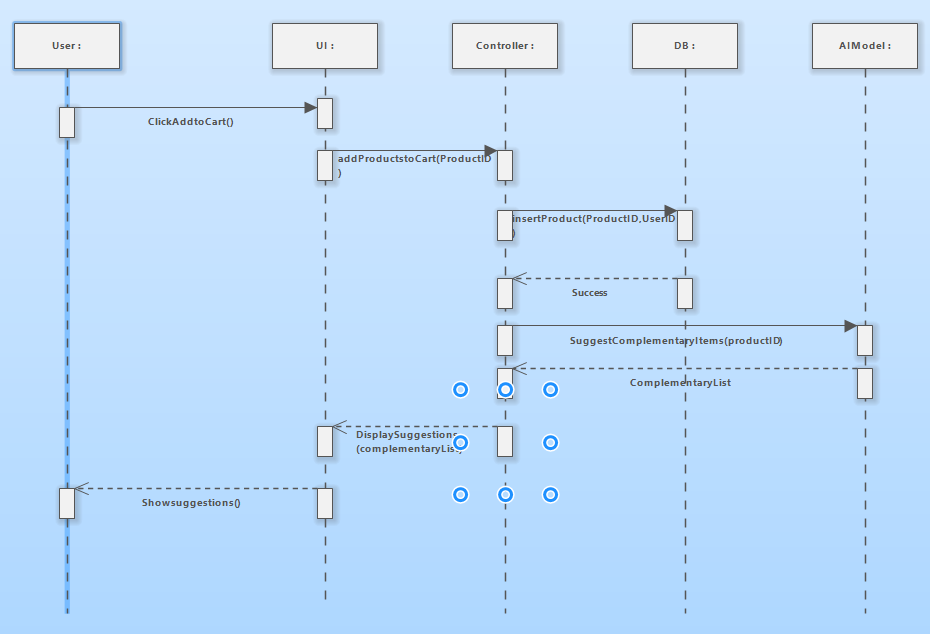 User :
UI :
Controller :
DB :
AIModel :
ClickAddtoCart()
addProductstoCart(ProductID
)
insertProduct(ProductID,UserID
)
Success
SuggestComplementaryItems(productID)
ComplementaryList
DisplaySuggestions
(complementaryList)
Showsuggestions()